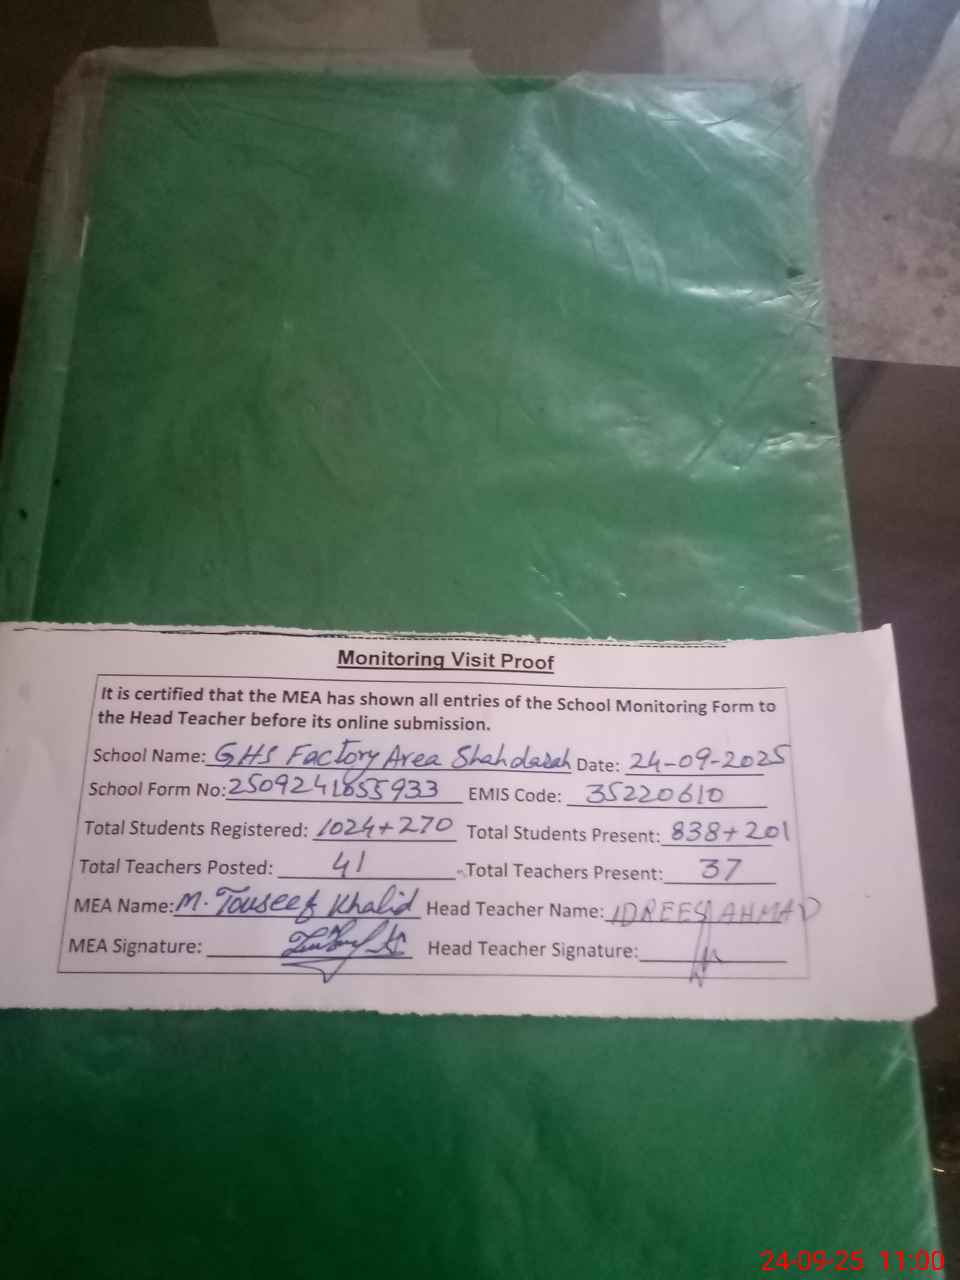 Monitoring Visit Proof
It is certified that the MEA has shown all entries of the School Monitoring Form to
the Head Teacher before its online submission.
School Name: GHS Factory Area Shahdarah Date: 24-09-2025
School Form No: 2509241855933 EMIS Code: 35220610
Total Students Registered: 1024+270 Total Students Present: 838+201
Total Teachers Posted: 41 Total Teachers Present: 37
MEA Name: M. Touseef Khalid Head Teacher Name: IDREES AHMAD
MEA Signature: Head Teacher Signature:
24-09-25 11:00